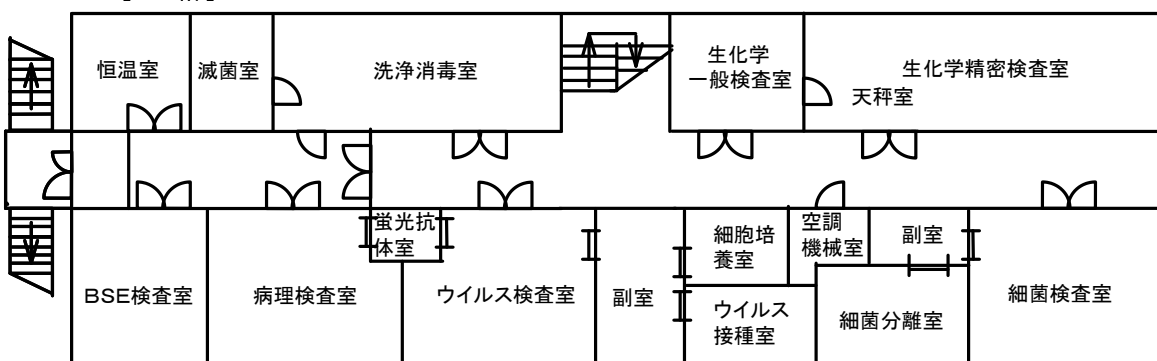 恒温室
滅菌室
洗浄消毒室
生化学
一般検査室
生化学精密検査室
天秤室
蛍光抗
体室
細胞培
養室
空調
機械室
副室
BSE検査室
病理検査室
ウイルス検査室
副室
ウイルス
接種室
細菌分離室
細菌検査室